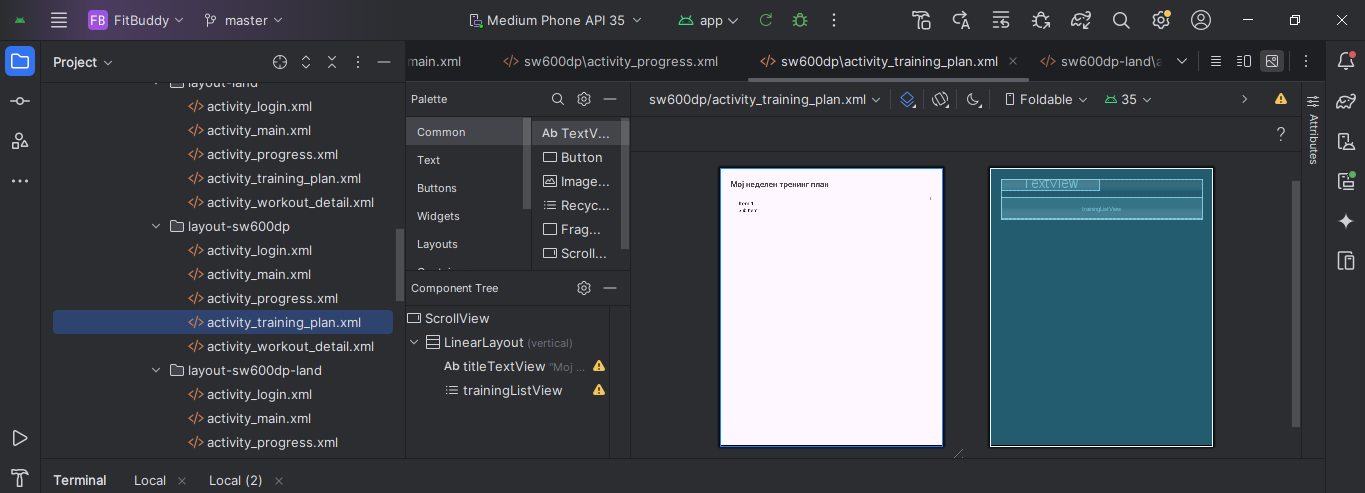 FB FitBuddy master Medium Phone API 35 app
Project
layout-land
activity_login.xml
activity_main.xml
activity_progress.xml
activity_training_plan.xml
activity_workout_detail.xml
layout-sw600dp
activity_login.xml
activity_main.xml
activity_progress.xml
activity_training_plan.xml
activity_workout_detail.xml
layout-sw600dp-land
activity_login.xml
activity_main.xml
activity_progress.xml
main.xml sw600dp\activity_progress.xml sw600dp\activity_training_plan.xml sw600dp-land\a
Palette
Common
Text
Buttons
Widgets
Layouts
Ab TextV...
Button
Image...
Recyc...
Frag...
Scroll...
Component Tree
ScrollView
LinearLayout (vertical)
Ab titleTextView "Мој ...
trainingListView
sw600dp/activity_training_plan.xml Foldable 35
?
Мој неделен тренинг план
Item 1
TextView
trainingListView
Attributes
Terminal Local Local (2)